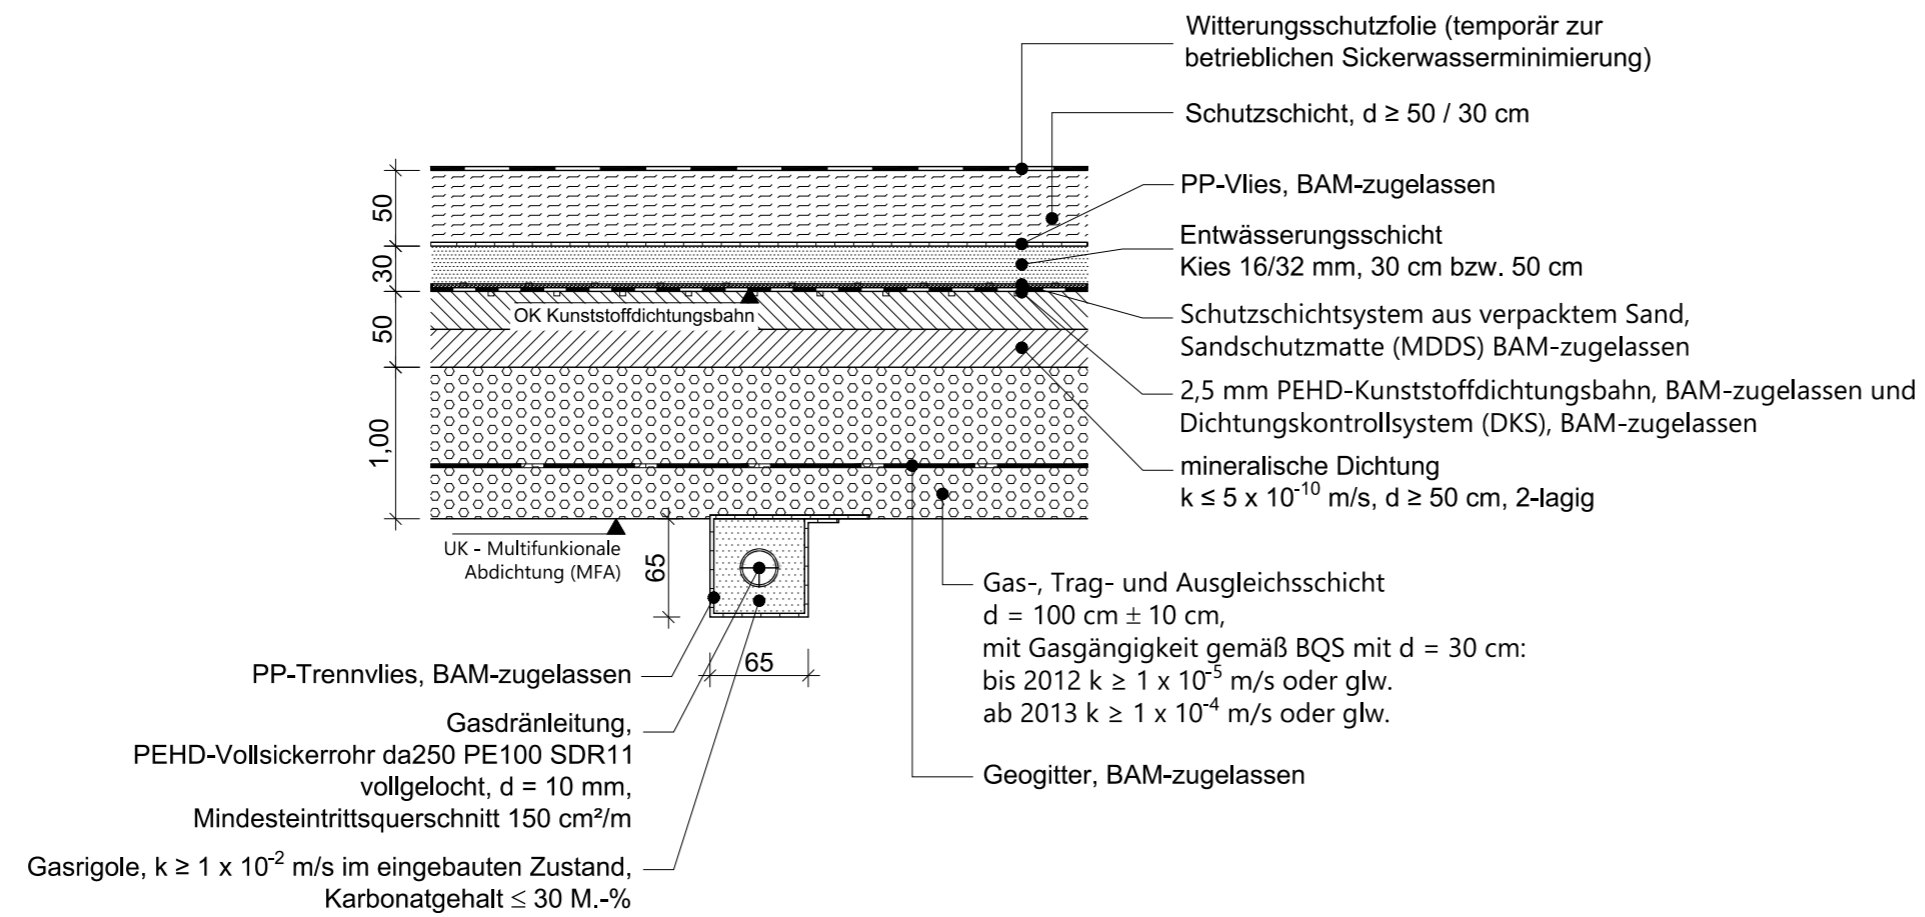 Witterungsschutzfolie (temporär zur
betrieblichen Sickerwasserminimierung)
Schutzschicht, d ≥ 50 / 30 cm
PP-Vlies, BAM-zugelassen
Entwässerungsschicht
Kies 16/32 mm, 30 cm bzw. 50 cm
Schutzschichtsystem aus verpacktem Sand,
Sandschutzmatte (MDDS) BAM-zugelassen
2,5 mm PEHD-Kunststoffdichtungsbahn, BAM-zugelassen und
Dichtungskontrollsystem (DKS), BAM-zugelassen
mineralische Dichtung
k ≤ 5 x 10⁻¹⁰ m/s, d ≥ 50 cm, 2-lagig
50
30
50
1,00
OK Kunststoffdichtungsbahn
UK - Multifunkionale
Abdichtung (MFA)
65
65
Gas-, Trag- und Ausgleichsschicht
d = 100 cm ± 10 cm,
mit Gasgängigkeit gemäß BQS mit d = 30 cm:
bis 2012 k ≥ 1 x 10⁻⁵ m/s oder glw.
ab 2013 k ≥ 1 x 10⁻⁴ m/s oder glw.
Geogitter, BAM-zugelassen
PP-Trennvlies, BAM-zugelassen
Gasdränleitung,
PEHD-Vollsickerrohr da250 PE100 SDR11
vollgelocht, d = 10 mm,
Mindesteintrittsquerschnitt 150 cm²/m
Gasrigole, k ≥ 1 x 10⁻² m/s im eingebauten Zustand,
Karbonatgehalt ≤ 30 M.-%